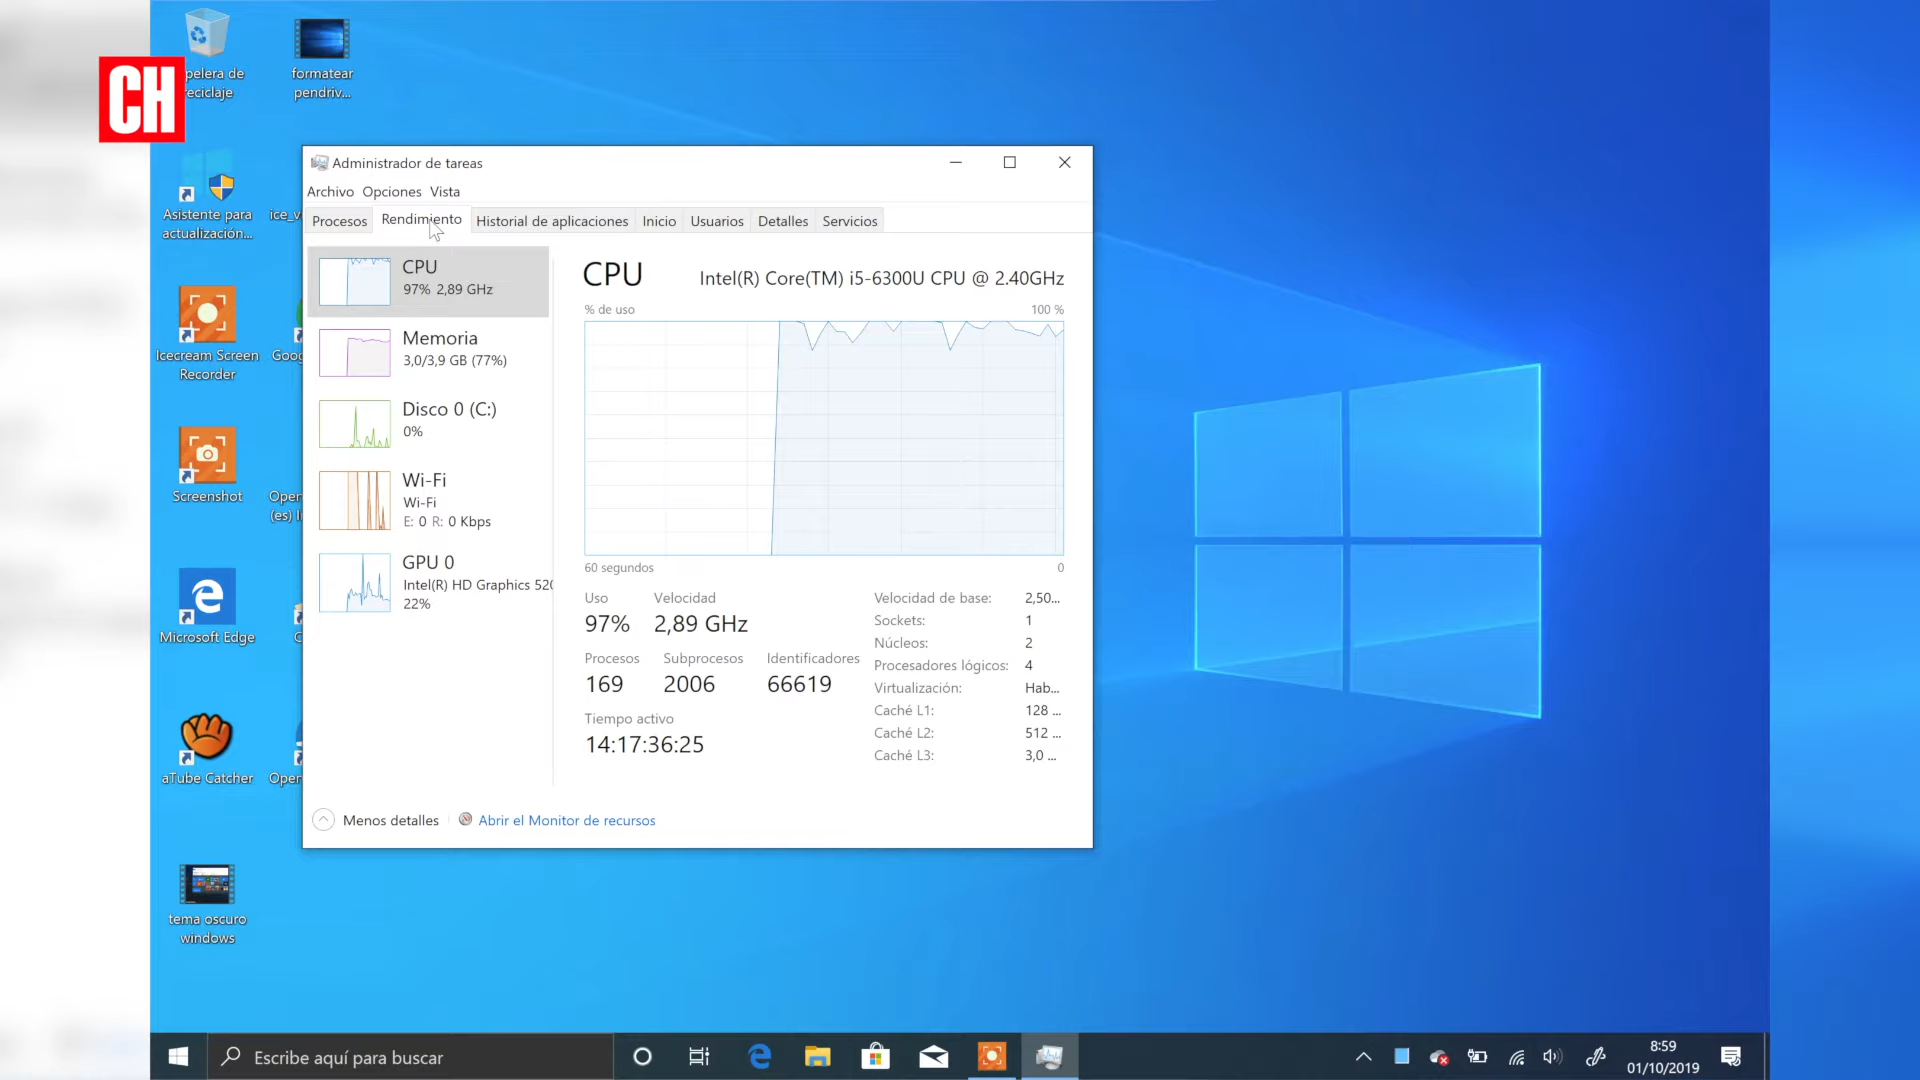 CH
pelera de
eciclaje
formatear
pendriv...
Asistente para
actualización...
ice_v
Icecream Screen
Recorder
Goog
Screenshot
Open
(es) I
Microsoft Edge
aTube Catcher
Oper
tema oscuro
windows
Administrador de tareas
Archivo Opciones Vista
Procesos Rendimiento Historial de aplicaciones Inicio Usuarios Detalles Servicios
CPU
97% 2,89 GHz
Memoria
3,0/3,9 GB (77%)
Disco 0 (C:)
0%
Wi-Fi
Wi-Fi
E: 0 R: 0 Kbps
GPU 0
Intel(R) HD Graphics 520
22%
CPU Intel(R) Core(TM) i5-6300U CPU @ 2.40GHz
% de uso 100 %
60 segundos 0
Uso Velocidad
97% 2,89 GHz
Procesos Subprocesos Identificadores
169 2006 66619
Tiempo activo
14:17:36:25
Velocidad de base: 2,50...
Sockets: 1
Núcleos: 2
Procesadores lógicos: 4
Virtualización: Hab...
Caché L1: 128 ...
Caché L2: 512 ...
Caché L3: 3,0 ...
Menos detalles Abrir el Monitor de recursos
Escribe aquí para buscar
8:59
01/10/2019